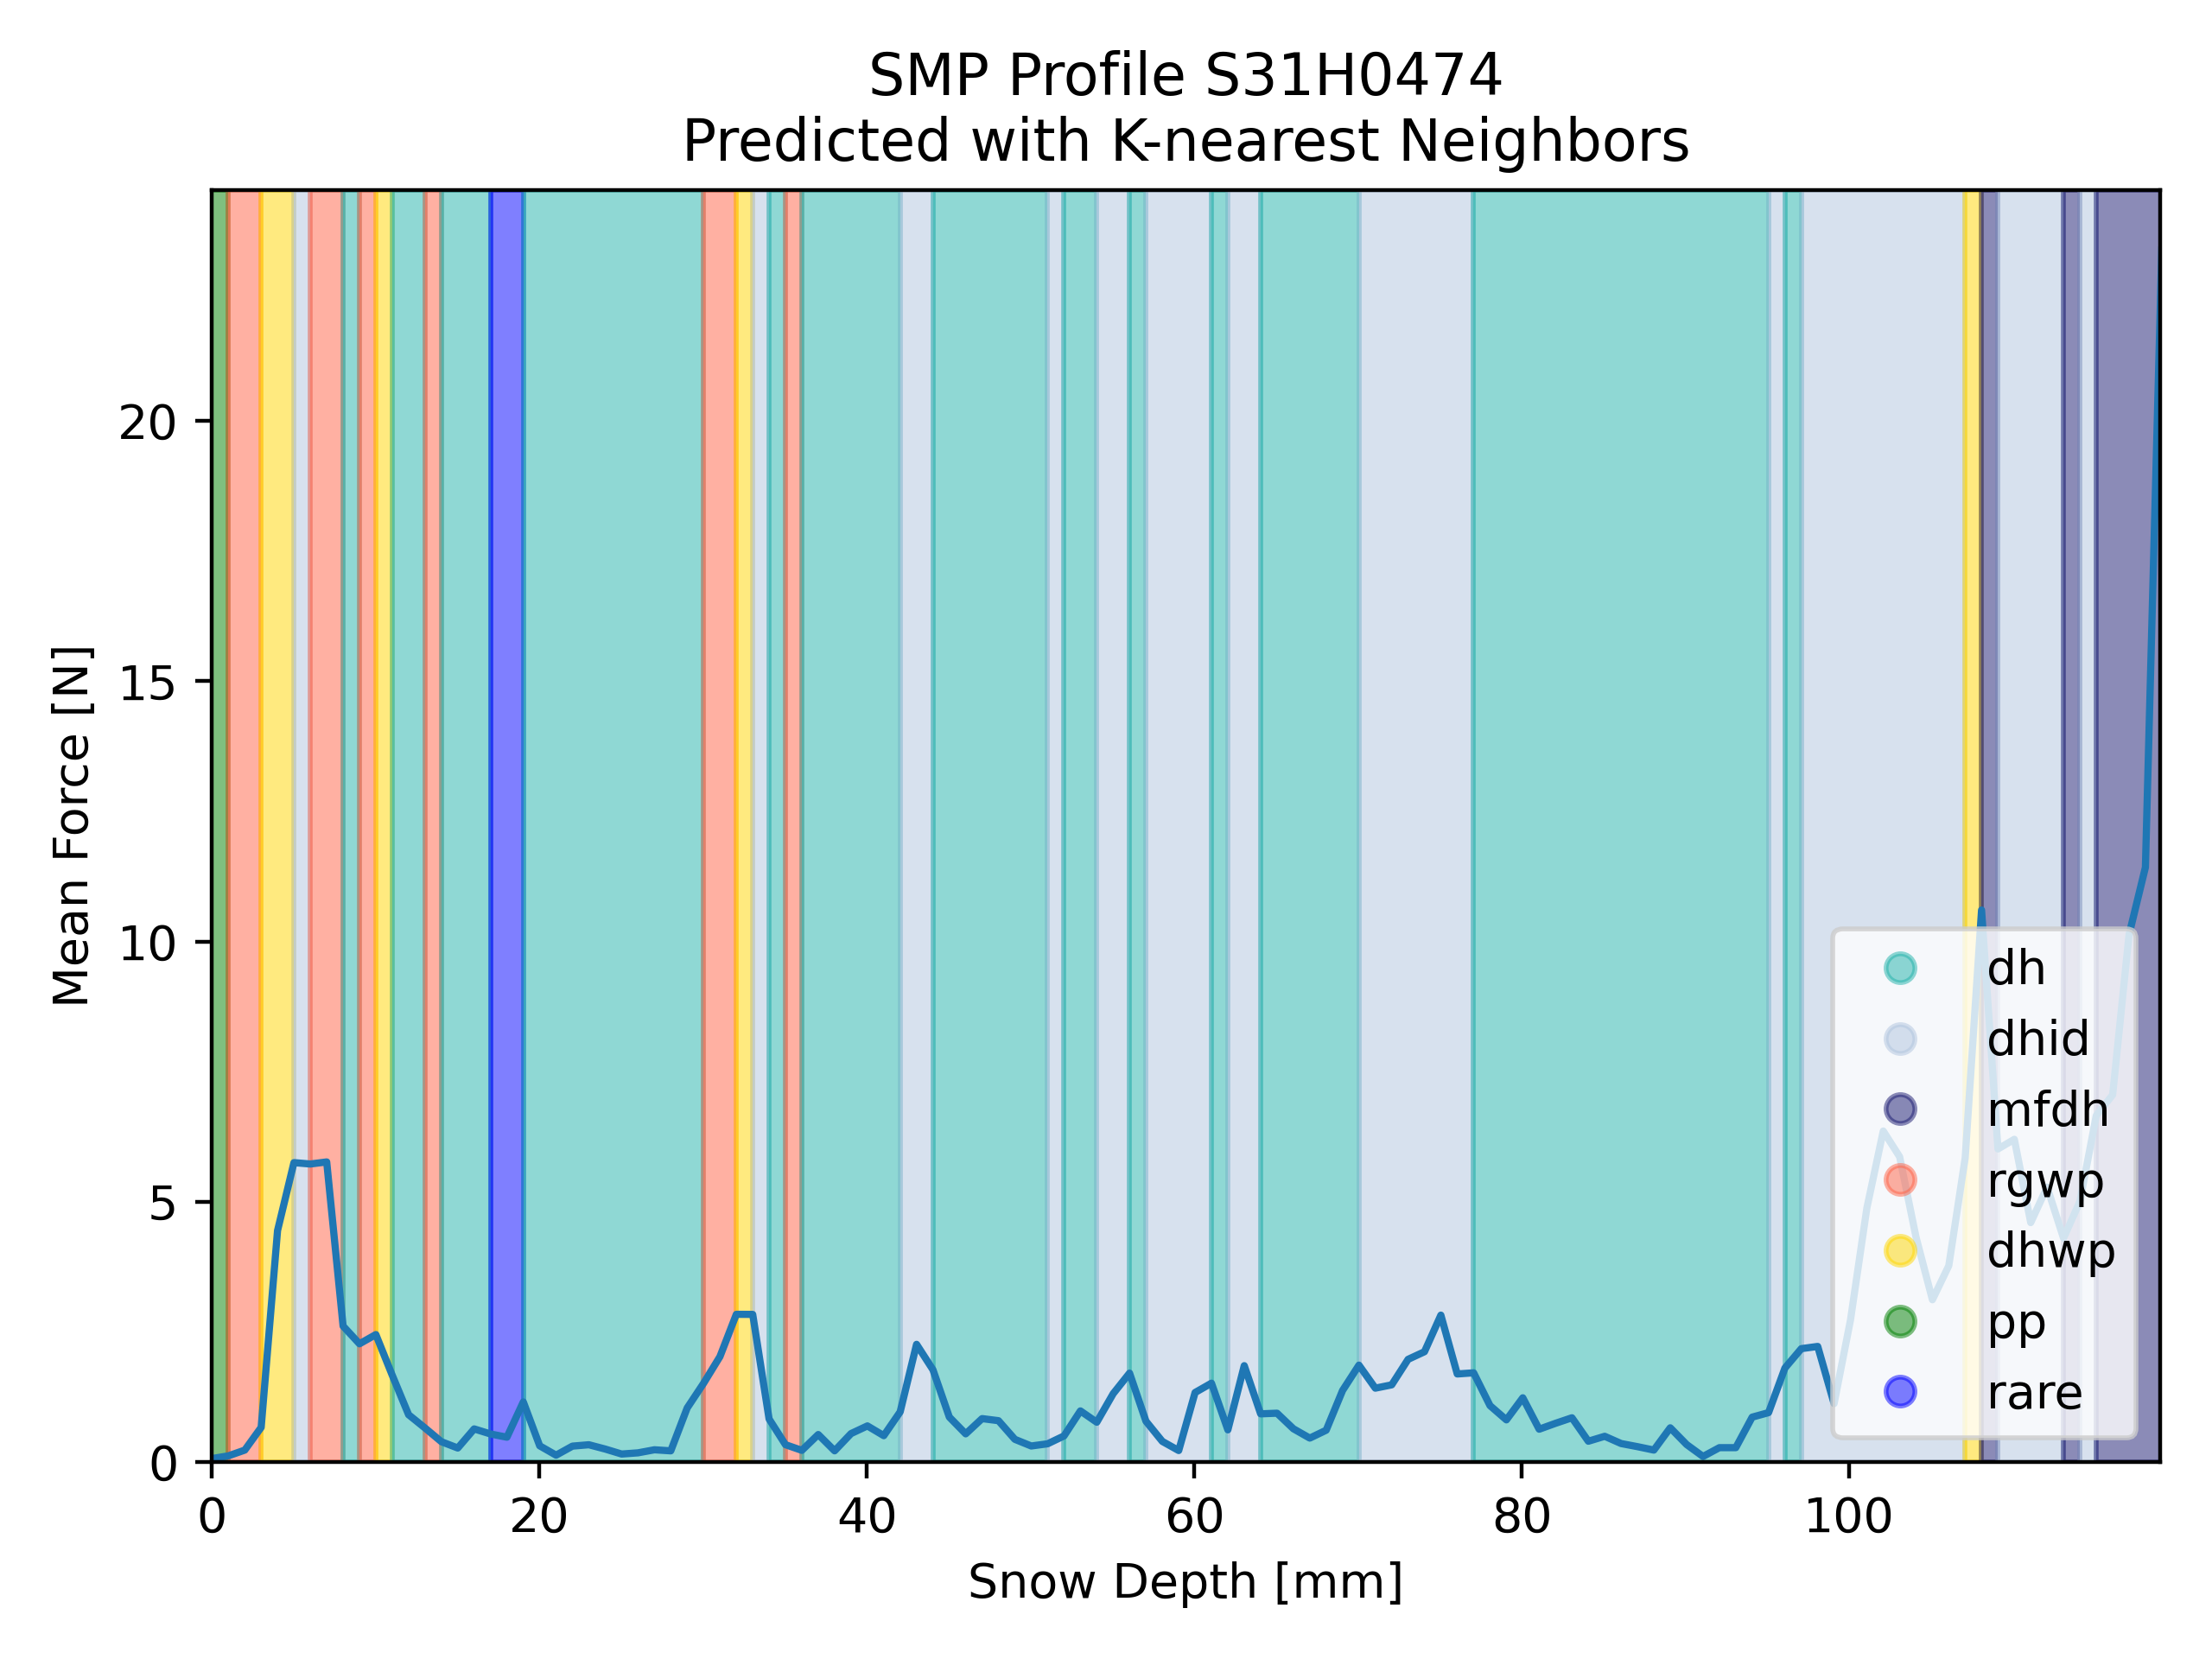 SMP Profile S31H0474
Predicted with K-nearest Neighbors
Mean Force [N]
20
15
10
5
0
dh
dhid
mfdh
rgwp
dhwp
pp
rare
0 20 40 60 80 100
Snow Depth [mm]